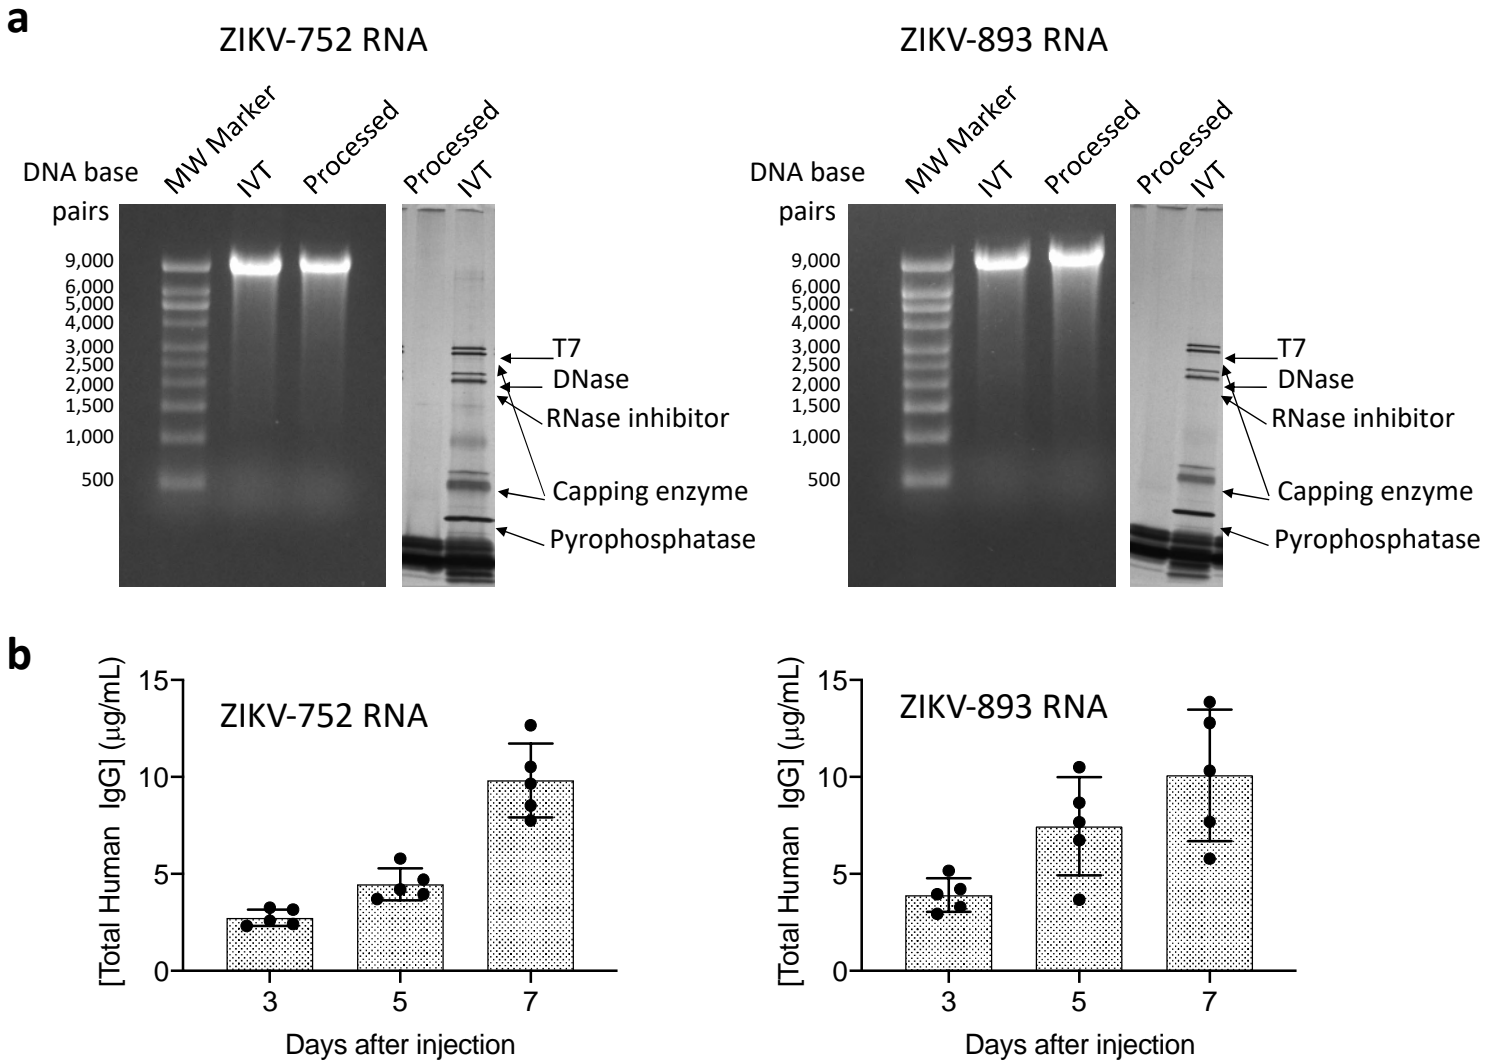 a
ZIKV-752 RNA
ZIKV-893 RNA
DNA base
pairs
MW Marker
IVT
Processed
Processed
IVT
9,000
6,000
5,000
4,000
3,000
2,500
2,000
1,500
1,000
500
T7
DNase
RNase inhibitor
Capping enzyme
Pyrophosphatase
DNA base
pairs
MW Marker
IVT
Processed
Processed
IVT
9,000
6,000
5,000
4,000
3,000
2,500
2,000
1,500
1,000
500
T7
DNase
RNase inhibitor
Capping enzyme
Pyrophosphatase
b
[Total Human IgG] (µg/mL)
15
10
5
0
ZIKV-752 RNA
3 5 7
Days after injection
[Total Human IgG] (µg/mL)
15
10
5
0
ZIKV-893 RNA
3 5 7
Days after injection